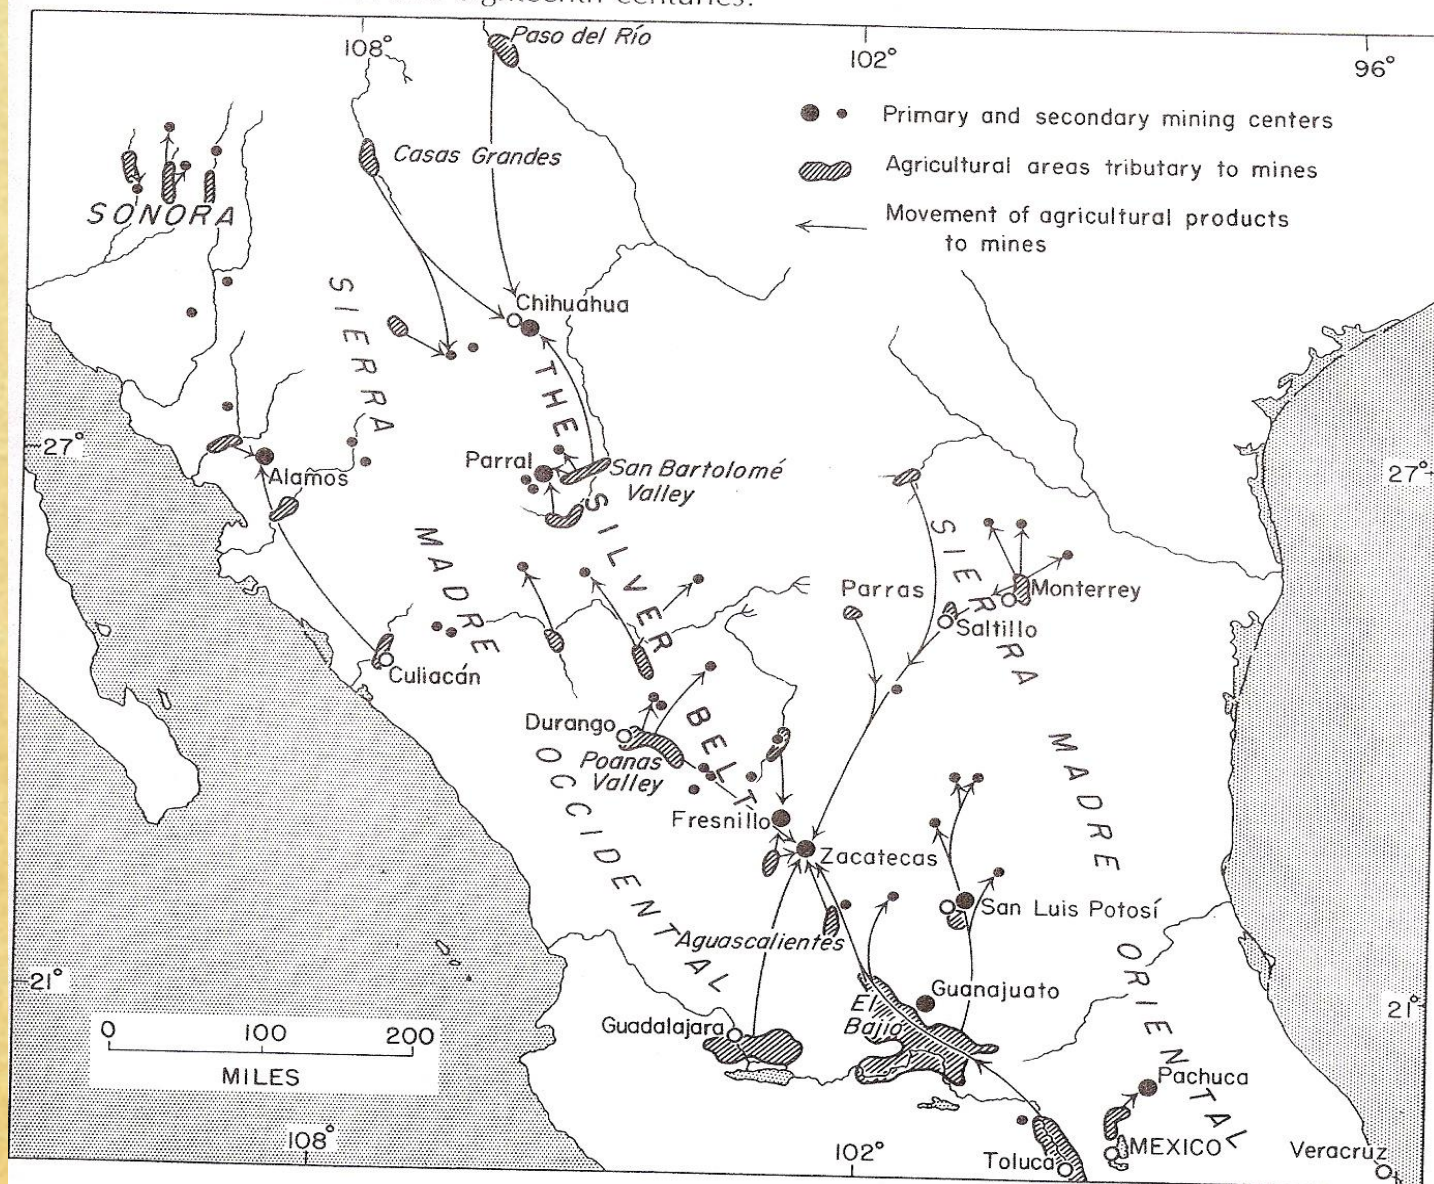 eighteenth centuries.
108°
Paso del Río
102°
96°
Primary and secondary mining centers
Casas Grandes
Agricultural areas tributary to mines
SONORA
Movement of agricultural products
to mines
SIERRA
Chihuahua
THE
27°
Parral
San Bartolomé
Valley
27°
Alamos
SILVER
SIERRA
MADRE
Parras
Monterrey
Saltillo
Culiacán
Durango
BELT
Poanas
Valley
MADRE
OCCIDENTAL
Fresnillo
Zacatecas
San Luis Potosí
Aguascalientes
ORIENTAL
21°
Guanajuato
El
Bajío
21°
Guadalajara
0 100 200
MILES
Pachuca
108°
102°
Toluca
MEXICO
Veracruz